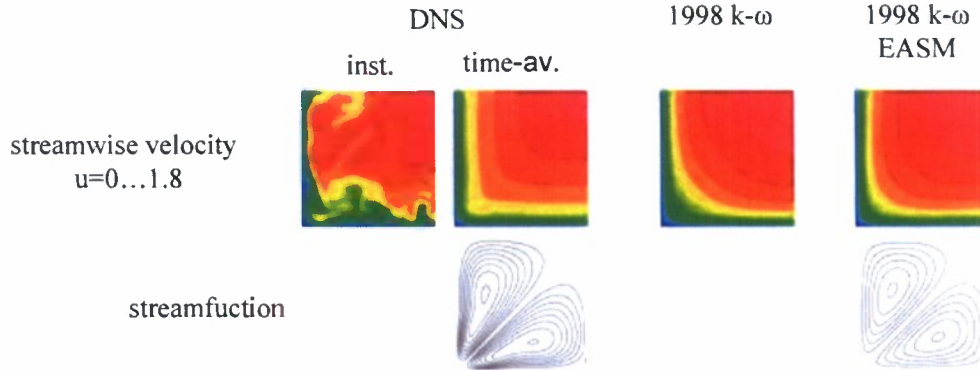 DNS
1998 k-ω
1998 k-ω
EASM
inst.
time-av.
streamwise velocity
u=0...1.8
streamfuction